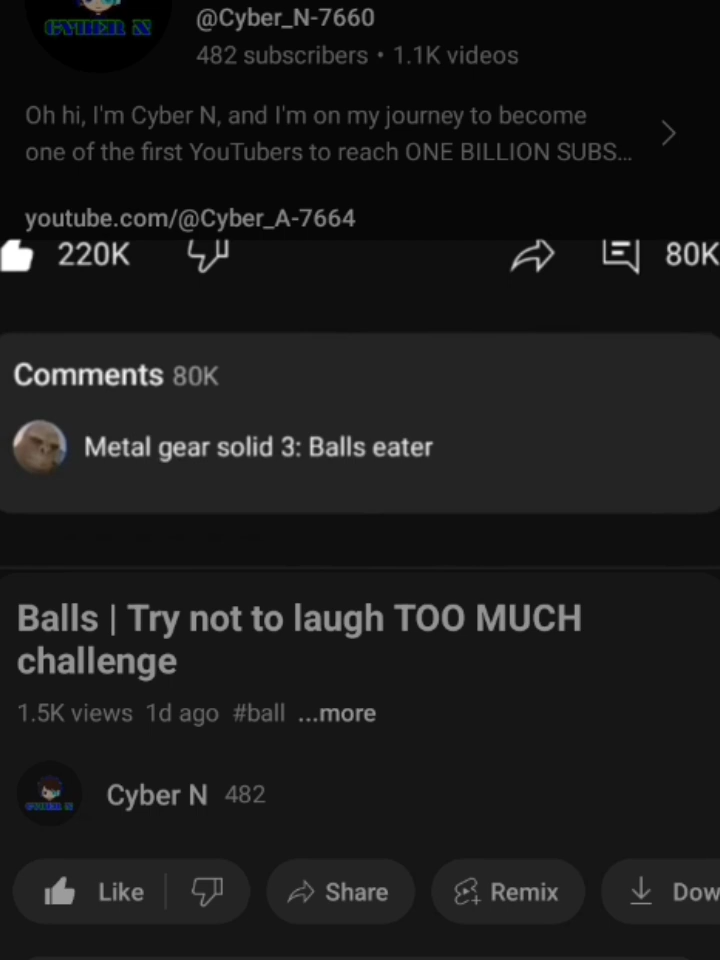 CYBER N
@Cyber_N-7660
482 subscribers • 1.1K videos
Oh hi, I'm Cyber N, and I'm on my journey to become
one of the first YouTubers to reach ONE BILLION SUBS...
youtube.com/@Cyber_A-7664
220K 80K
Comments 80K
Metal gear solid 3: Balls eater
Balls | Try not to laugh TOO MUCH
challenge
1.5K views 1d ago #ball ...more
CYBER N
Cyber N 482
Like Share Remix Dow